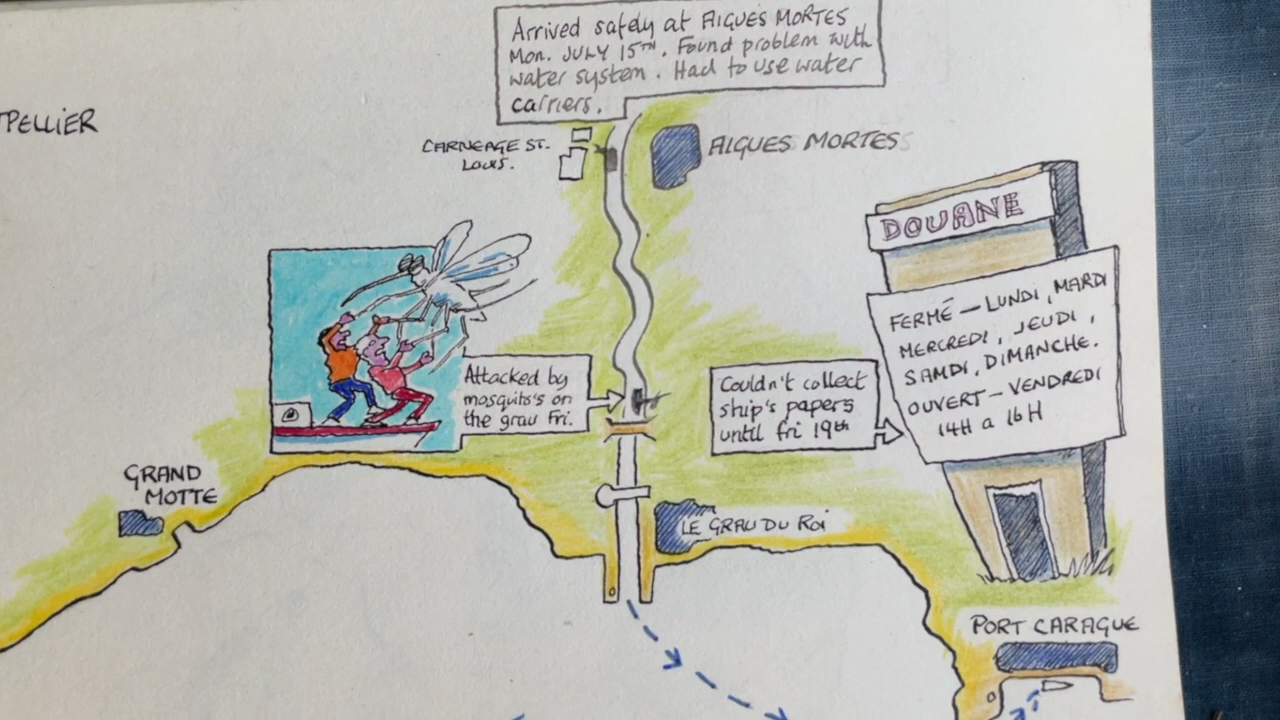 Arrived safely at AIGUES MORTES
Mon. JULY 15TH. Found problem with
water system. Had to use water
carriers.
TPELLIER
CARNEAGE ST.
LOUIS.
AIGUES MORTES
DOUANE
FERMÉ — LUNDI, MARDI
MERCREDI, JEUDI,
SAMDI, DIMANCHE.
OUVERT — VENDREDI
14H a 16H
Attacked by
mosquito's on
the grau Fri.
Couldn't collect
ship's papers
until fri 19th
GRAND
MOTTE
LE GRAU DU ROI
PORT CARAGUE